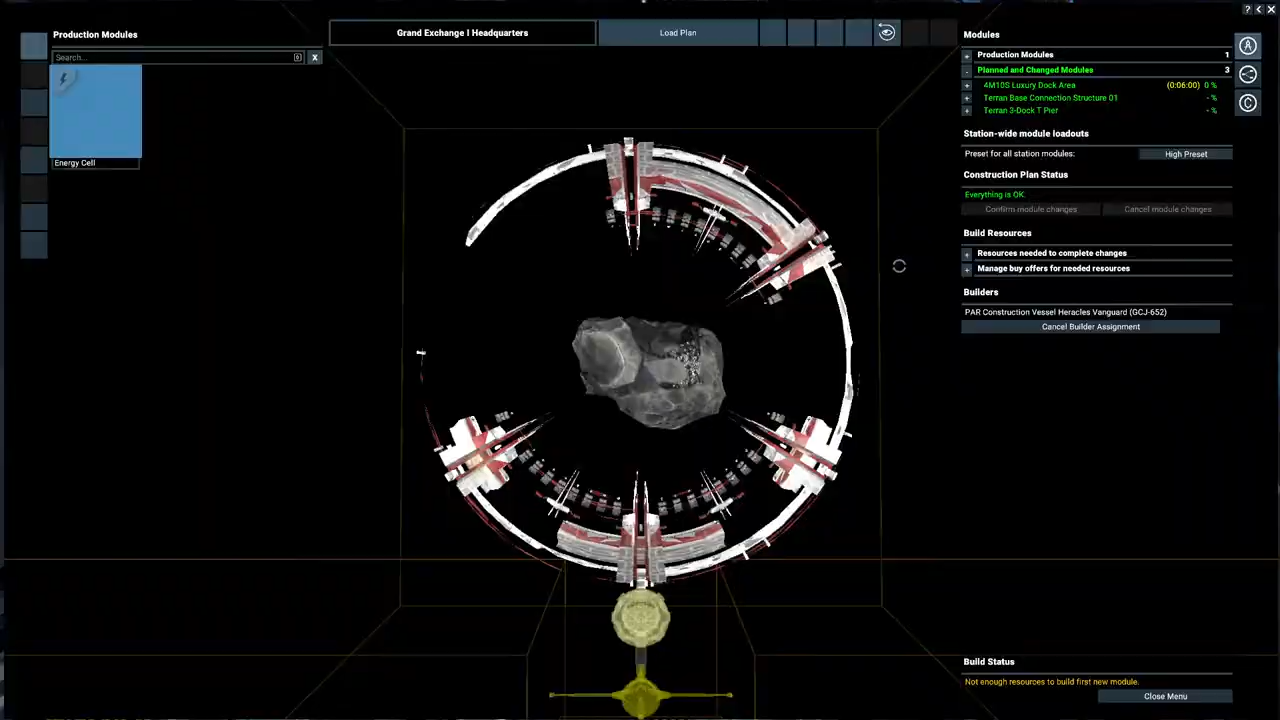 Production Modules
Search...
X
Energy Cell
Grand Exchange I Headquarters
Load Plan
? < X
Modules
+ Production Modules 1
- Planned and Changed Modules 3
+ 4M10S Luxury Dock Area (0:06:00) 0 %
+ Terran Base Connection Structure 01 - %
+ Terran 3-Dock T Pier - %
Station-wide module loadouts
Preset for all station modules: High Preset
Construction Plan Status
Everything is OK.
Confirm module changes Cancel module changes
Build Resources
+ Resources needed to complete changes
+ Manage buy offers for needed resources
Builders
PAR Construction Vessel Heracles Vanguard (GCJ-652)
Cancel Builder Assignment
Build Status
Not enough resources to build first new module.
Close Menu